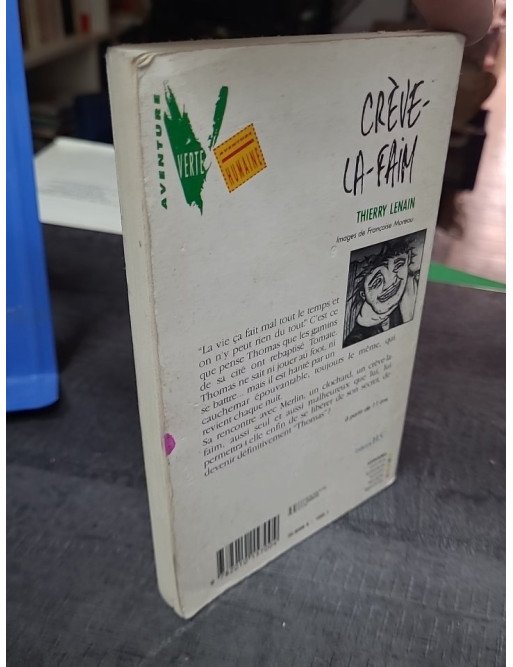 AVENTURE
VERTE
AVENTURE
HUMAINE
CRÈVE-
LA-FAIM
THIERRY LENAIN
Images de Françoise Moreau
"La vie ça fait mal tout le temps et
on n'y peut rien du tout." C'est ce
que pense Thomas que les gamins
de sa cité ont rebaptisé Tomate.
Thomas ne sait ni jouer au foot, ni
se battre... mais il est hanté par un
cauchemar épouvantable, toujours le même, qui
revient chaque nuit.
Sa rencontre avec Merlin, un clochard, un crève-la-
faim, aussi seul et aussi malheureux que lui, lui
permettra-t-elle enfin de se libérer de son secret, de
devenir définitivement "Thomas" ?
à partir de 11 ans